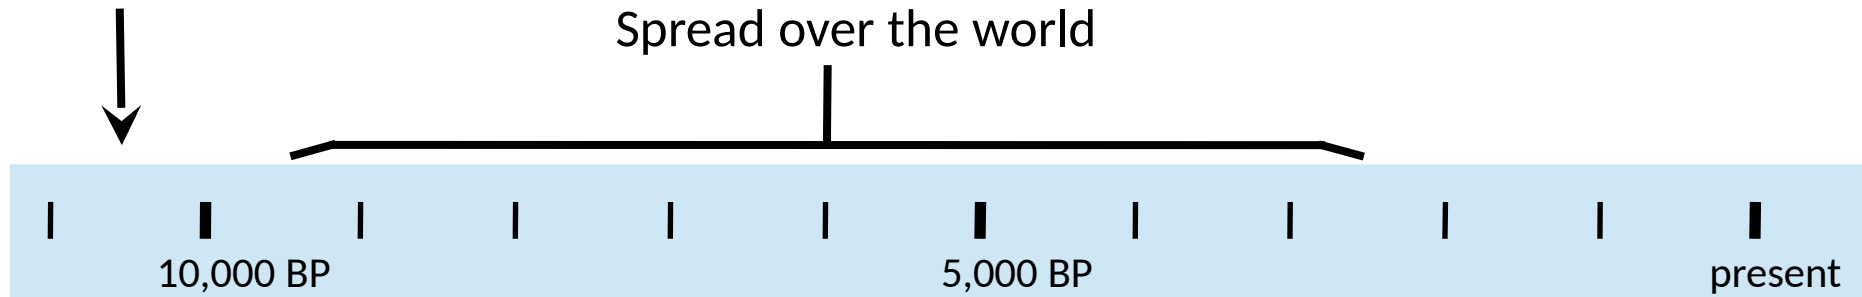 Spread over the world
10,000 BP
5,000 BP
present